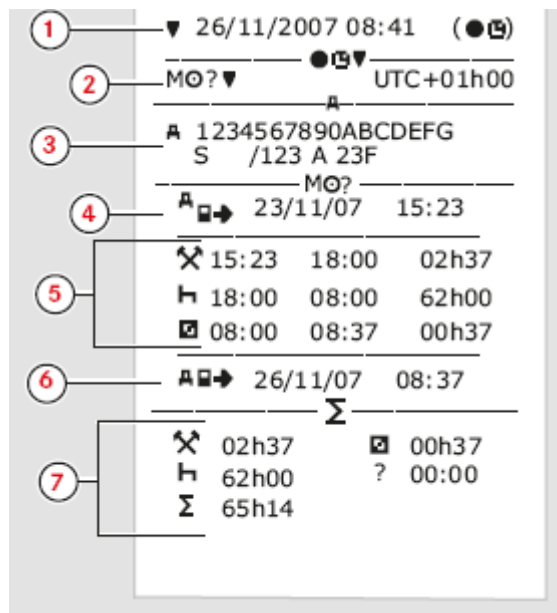 1 ▼ 26/11/2007 08:41 (●◷)
●◷▼
2 M⊙?▼ UTC+01h00
3 1234567890ABCDEFG
S /123 A 23F
M⊙?
4 23/11/07 15:23
15:23 18:00 02h37
5 18:00 08:00 62h00
08:00 08:37 00h37
6 26/11/07 08:37
Σ
02h37 00h37
7 62h00 ? 00:00
Σ 65h14